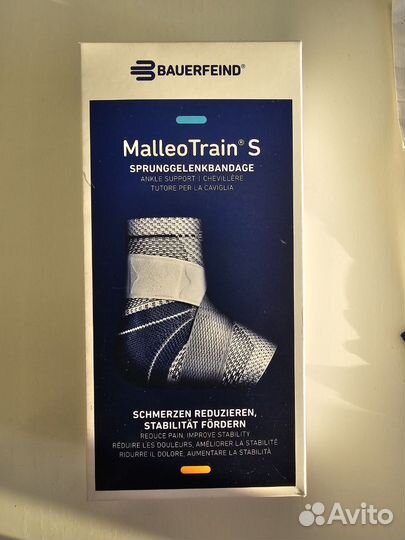 BAUERFEIND®
MalleoTrain® S
SPRUNGGELENKBANDAGE
ANKLE SUPPORT | CHEVILLÈRE
TUTORE PER LA CAVIGLIA
SCHMERZEN REDUZIEREN,
STABILITÄT FÖRDERN
REDUCE PAIN, IMPROVE STABILITY
RÉDUIRE LES DOULEURS, AMÉLIORER LA STABILITÉ
RIDURRE IL DOLORE, AUMENTARE LA STABILITÀ
Avito